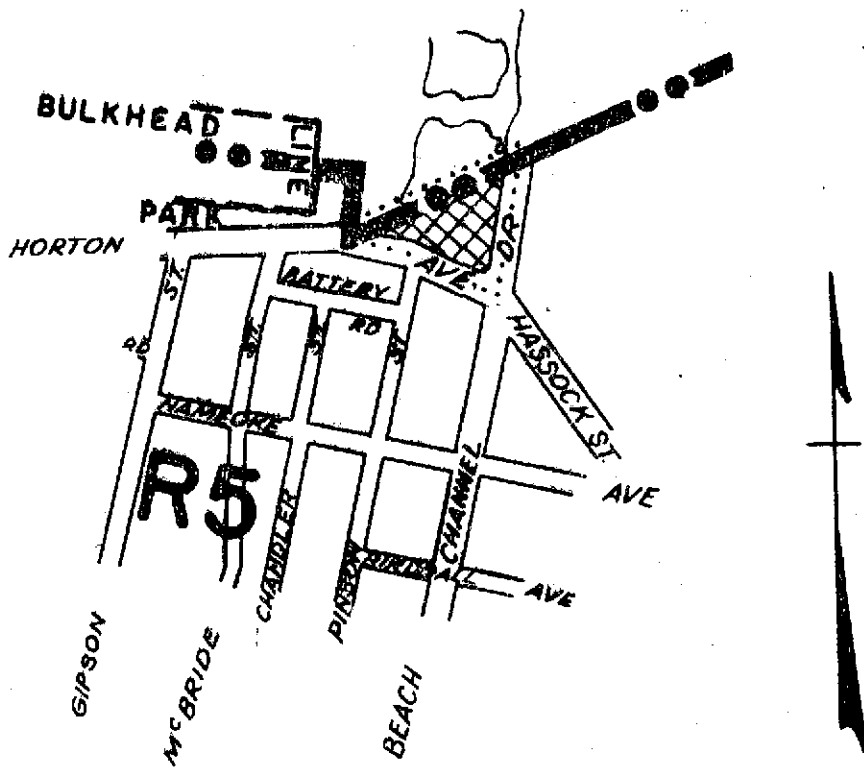 BULKHEAD
LINE
PARK
HORTON
AVE
DR
BATTERY
RD
ST.
ST.
ST.
ST.
RD
HASSOCK ST.
NAMEOKE
AVE
R5
CHANNEL
CHANDLER
PINSON
AVE
GIPSON
McBRIDE
BEACH